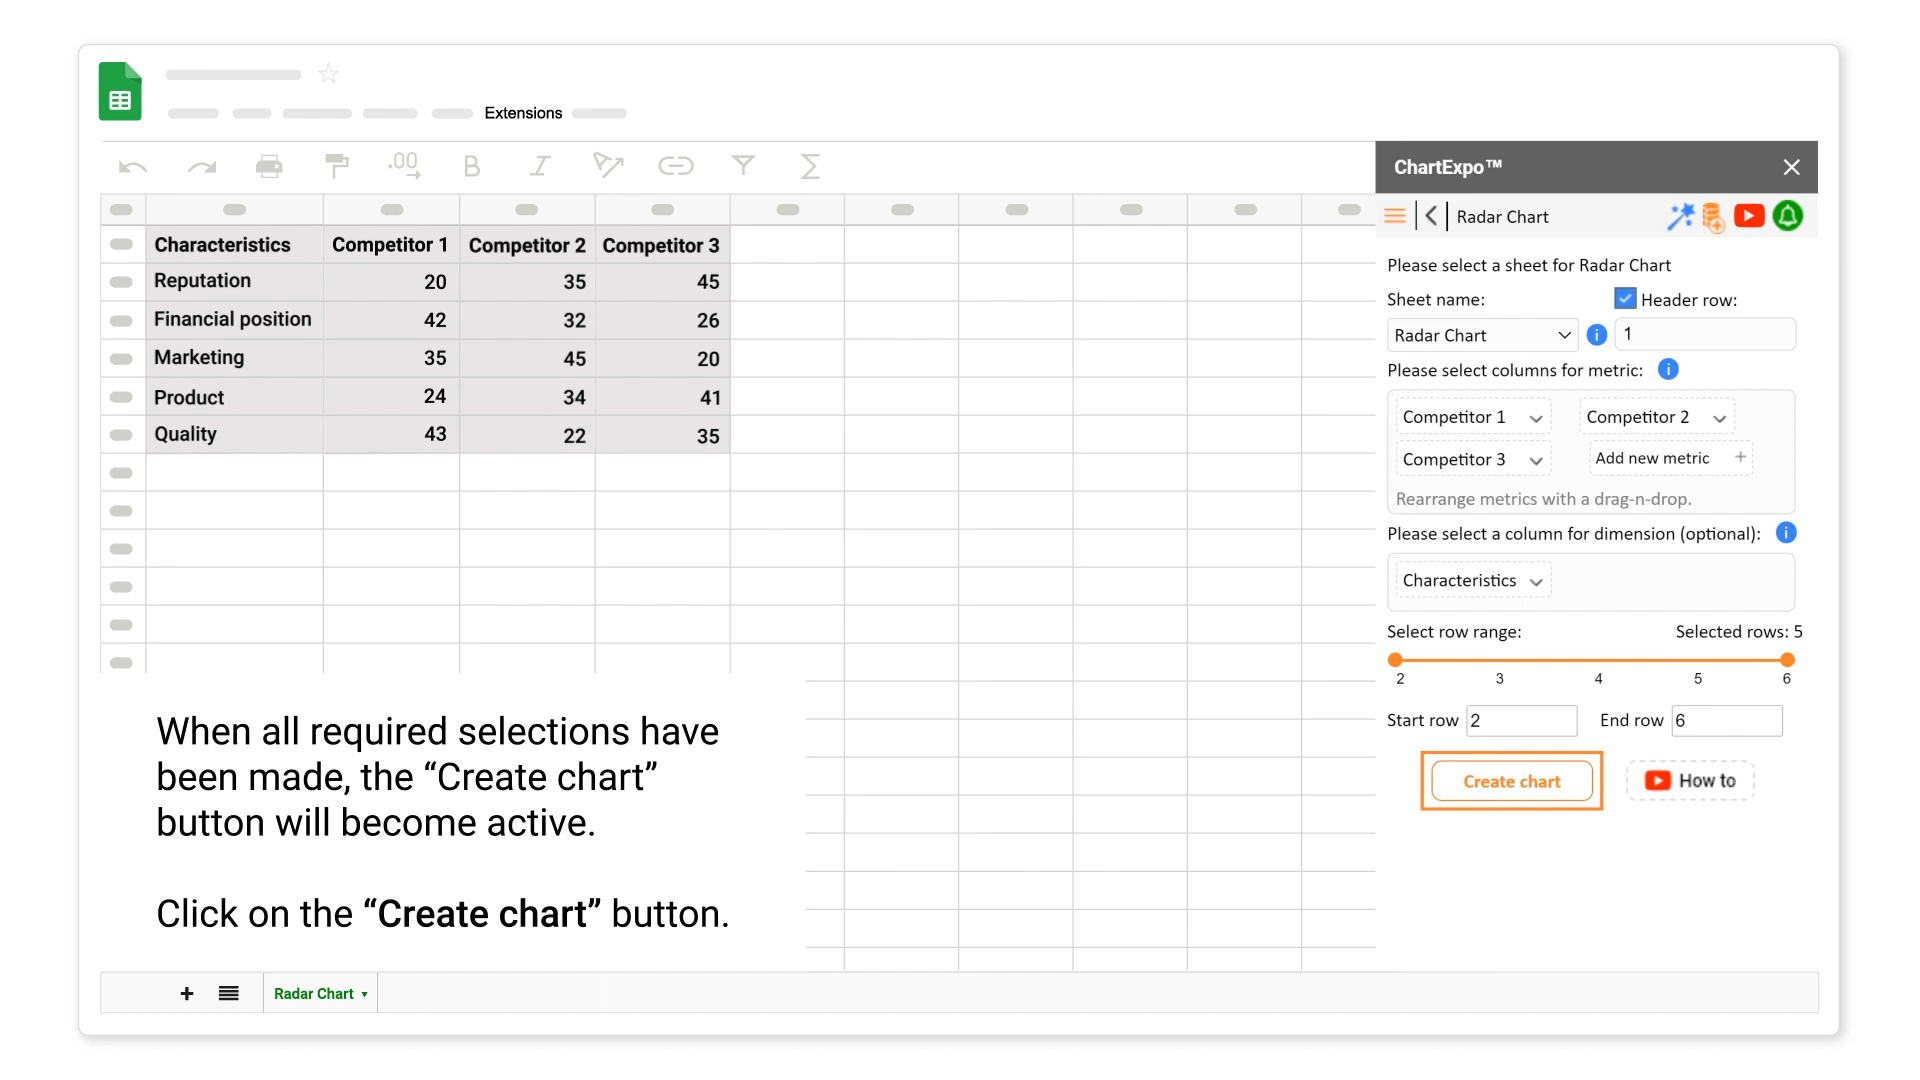 Extensions
.00
B
I
Σ
Characteristics Competitor 1 Competitor 2 Competitor 3
Reputation 20 35 45
Financial position 42 32 26
Marketing 35 45 20
Product 24 34 41
Quality 43 22 35
When all required selections have
been made, the “Create chart”
button will become active.
Click on the “Create chart” button.
Radar Chart
ChartExpo™
Radar Chart
Please select a sheet for Radar Chart
Sheet name: Header row:
Radar Chart i 1
Please select columns for metric: i
Competitor 1 Competitor 2
Competitor 3 Add new metric +
Rearrange metrics with a drag-n-drop.
Please select a column for dimension (optional): i
Characteristics
Select row range: Selected rows: 5
2 3 4 5 6
Start row 2 End row 6
Create chart How to